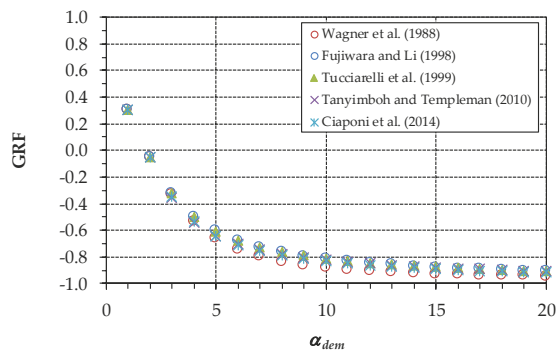 GRF
1.0
0.8
0.6
0.4
0.2
0.0
-0.2
-0.4
-0.6
-0.8
-1.0
Wagner et al. (1988)
Fujiwara and Li (1998)
Tucciarelli et al. (1999)
Tanyimboh and Templeman (2010)
Ciaponi et al. (2014)
0 5 10 15 20
α_dem